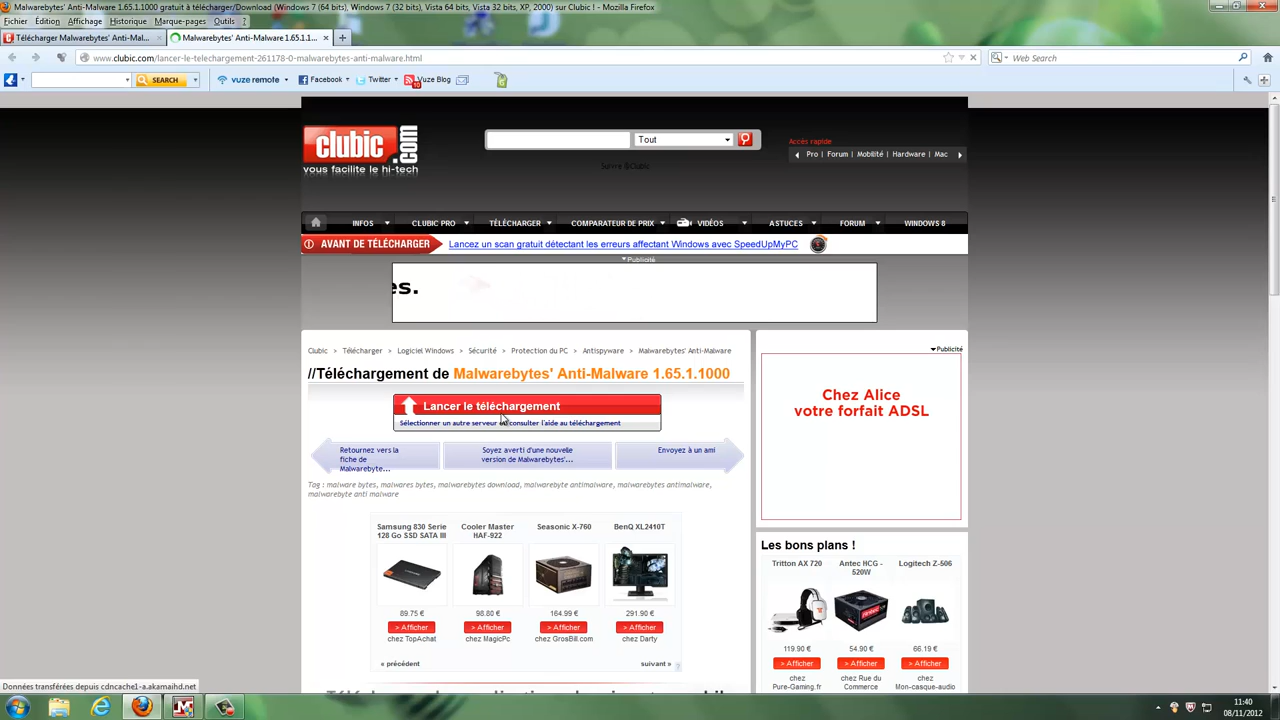 Malwarebytes' Anti-Malware 1.65.1.1000 gratuit à télécharger/Download (Windows 7 (64 bits), Windows 7 (32 bits), Vista 64 bits, Vista 32 bits, XP, 2000) sur Clubic ! - Mozilla Firefox
Fichier Édition Affichage Historique Marque-pages Outils ?
Télécharger Malwarebytes' Anti-Mal...
Malwarebytes' Anti-Malware 1.65.1.1...
www.clubic.com/lancer-le-telechargement-261178-0-malwarebytes-anti-malware.html
Web Search
SEARCH
vuze remote
Facebook
Twitter
10
Vuze Blog
clubic.com
vous facilite le hi-tech
Tout
Suivre @Clubic
Accès rapide
Pro | Forum | Mobilité | Hardware | Mac
INFOS CLUBIC PRO TÉLÉCHARGER COMPARATEUR DE PRIX VIDÉOS ASTUCES FORUM WINDOWS 8
AVANT DE TÉLÉCHARGER
Lancez un scan gratuit détectant les erreurs affectant Windows avec SpeedUpMyPC
Publicité
es.
Clubic > Télécharger > Logiciel Windows > Sécurité > Protection du PC > Antispyware > Malwarebytes' Anti-Malware
//Téléchargement de Malwarebytes' Anti-Malware 1.65.1.1000
Lancer le téléchargement
Sélectionner un autre serveur ou consulter l'aide au téléchargement
Retournez vers la
fiche de
Malwarebyte...
Soyez averti d'une nouvelle
version de Malwarebytes'...
Envoyez à un ami
Tag : malware bytes, malwares bytes, malwarebytes download, malwarebyte antimalware, malwarebytes antimalware,
malwarebyte anti malware
Samsung 830 Serie
128 Go SSD SATA III
Cooler Master
HAF-922
Seasonic X-760
BenQ XL2410T
89.75 € 98.80 € 164.99 € 291.90 €
> Afficher > Afficher > Afficher > Afficher
chez TopAchat chez MagicPc chez GrosBill.com chez Darty
« précédent
suivant »
?
Publicité
Chez Alice
votre forfait ADSL
Les bons plans !
Tritton AX 720
Antec HCG -
520W
Logitech Z-506
119.90 € 54.90 € 66.19 €
> Afficher > Afficher > Afficher
chez
Pure-Gaming.fr
chez Rue du
Commerce
chez
Mon-casque-audio
Données transférées depuis cdncache1-a.akamaihd.net
11:40
08/11/2012